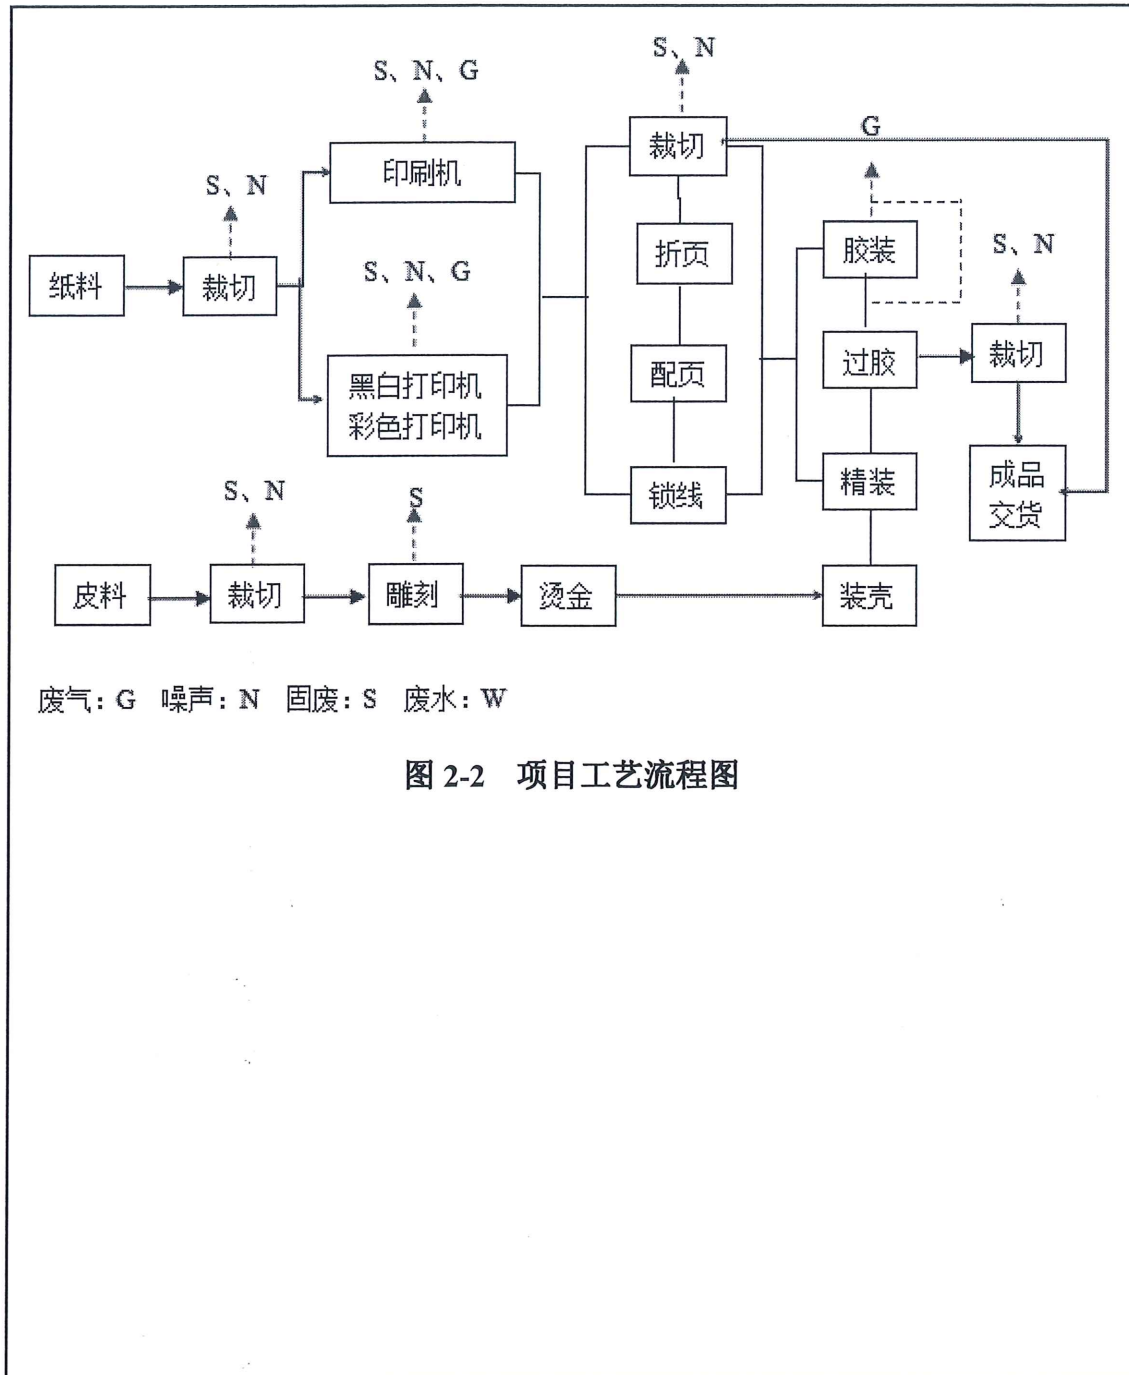 S、N
S、N、G
G
裁切
印刷机
S、N
胶装
S、N
折页
纸料
裁切
S、N、G
过胶
裁切
配页
黑白打印机
彩色打印机
成品
交货
精装
锁线
S、N
S
皮料
裁切
雕刻
烫金
装壳
废气：G 噪声：N 固废：S 废水：W
图 2-2 项目工艺流程图